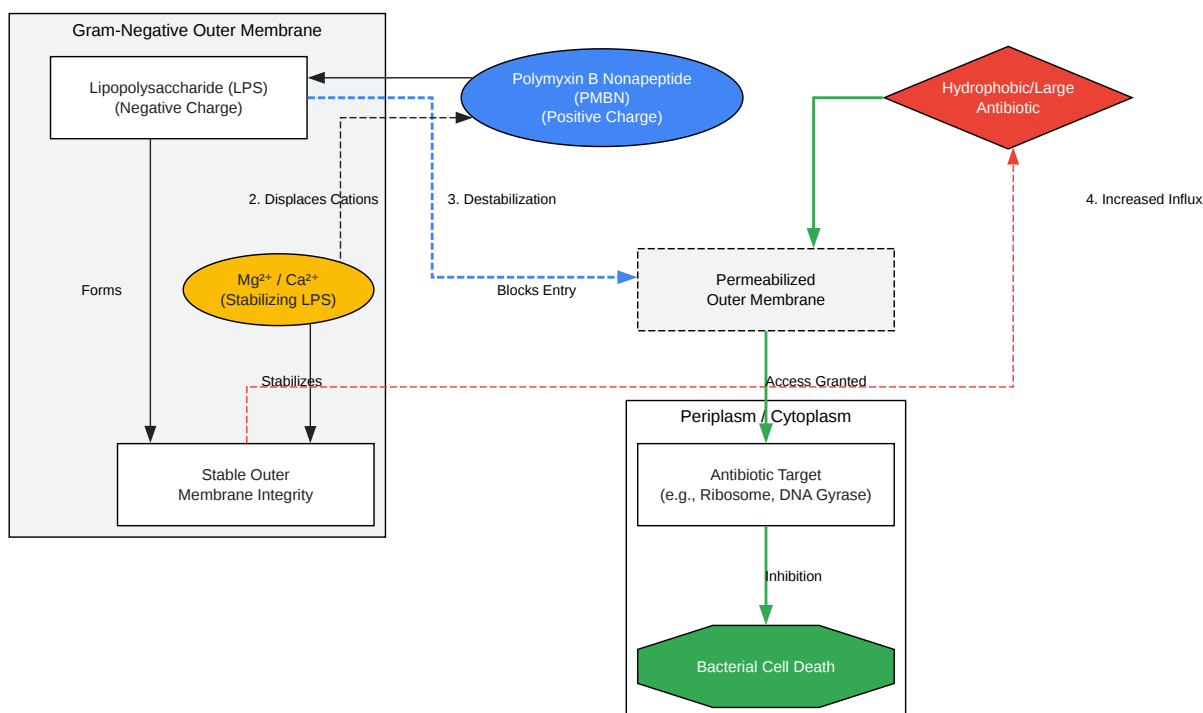 Gram-Negative Outer Membrane
Lipopolysaccharide (LPS)
(Negative Charge)
Polymyxin B Nonapeptide
(PMBN)
(Positive Charge)
Hydrophobic/Large
Antibiotic
2. Displaces Cations
3. Destabilization
4. Increased Influx
Mg²⁺ / Ca²⁺
(Stabilizing LPS)
Forms
Blocks Entry
Permeabilized
Outer Membrane
Stabilizes
Access Granted
Periplasm / Cytoplasm
Stable Outer
Membrane Integrity
Antibiotic Target
(e.g., Ribosome, DNA Gyrase)
Inhibition
Bacterial Cell Death